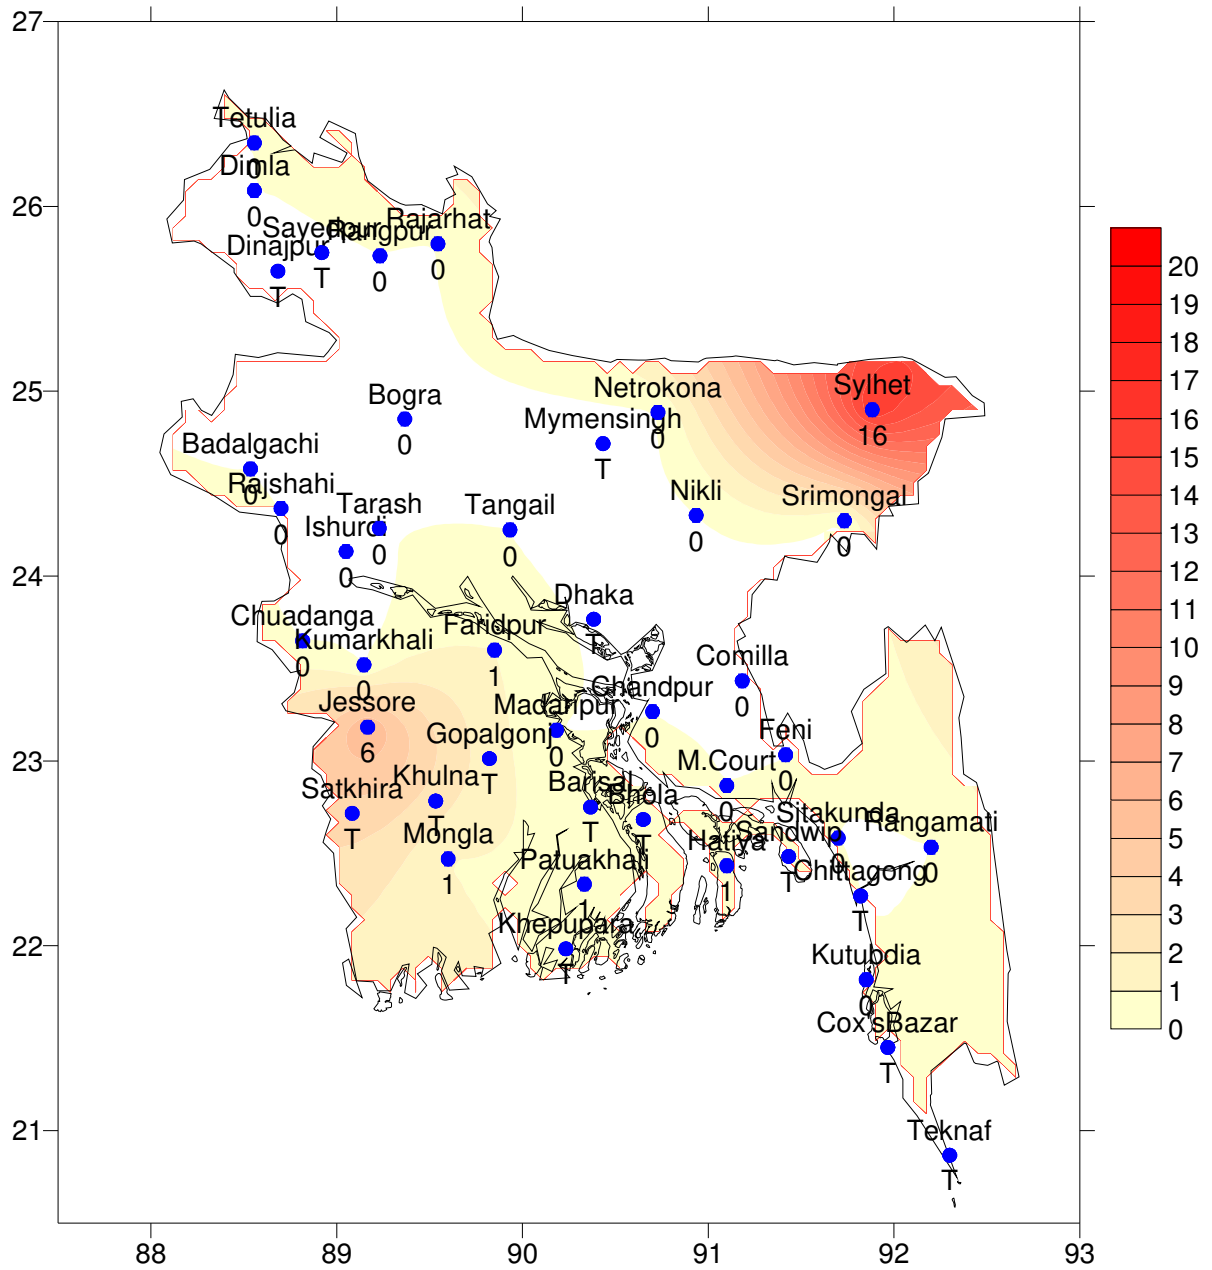 27
26
25
24
23
22
21
88
89
90
91
92
93
Tetulia
0
Dimla
0
Sayedpur
T
Rangpur
0
Rajarhat
0
Dinajpur
T
Bogra
0
Netrokona
0
Sylhet
16
Mymensingh
T
Badalgachi
0
Rajshahi
0
Tarash
0
Ishurdi
0
Tangail
0
Nikli
0
Srimongal
0
Dhaka
T
Chuadanga
0
Kumarkhali
0
Faridpur
1
Comilla
0
Jessore
6
Madaripur
0
Chandpur
0
Gopalgonj
T
Feni
0
M.Court
0
Khulna
T
Satkhira
T
Barisal
T
Bhola
T
Mongla
1
Hatiya
1
Sandwip
T
Sitakunda
0
Rangamati
0
Patuakhali
1
Chittagong
T
Khepupara
T
Kutubdia
0
Cox'sBazar
T
Teknaf
T
20
19
18
17
16
15
14
13
12
11
10
9
8
7
6
5
4
3
2
1
0